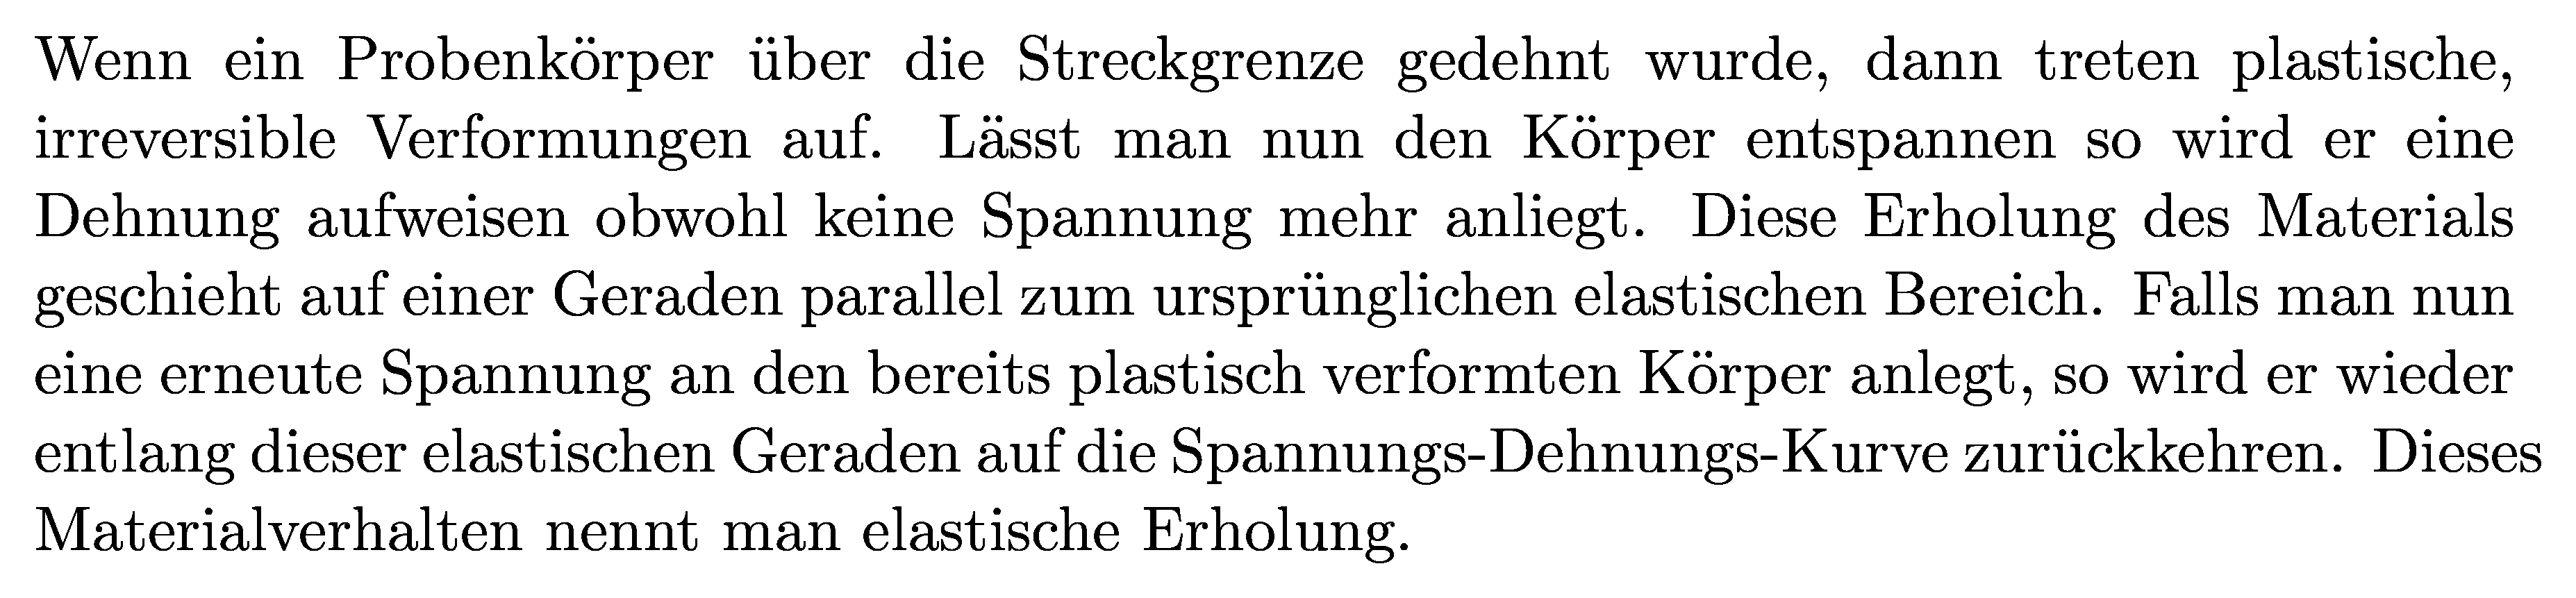 Wenn ein Probenkörper über die Streckgrenze gedehnt wurde, dann treten plastische,
irreversible Verformungen auf. Lässt man nun den Körper entspannen so wird er eine
Dehnung aufweisen obwohl keine Spannung mehr anliegt. Diese Erholung des Materials
geschieht auf einer Geraden parallel zum ursprünglichen elastischen Bereich. Falls man nun
eine erneute Spannung an den bereits plastisch verformten Körper anlegt, so wird er wieder
entlang dieser elastischen Geraden auf die Spannungs-Dehnungs-Kurve zurückkehren. Dieses
Materialverhalten nennt man elastische Erholung.